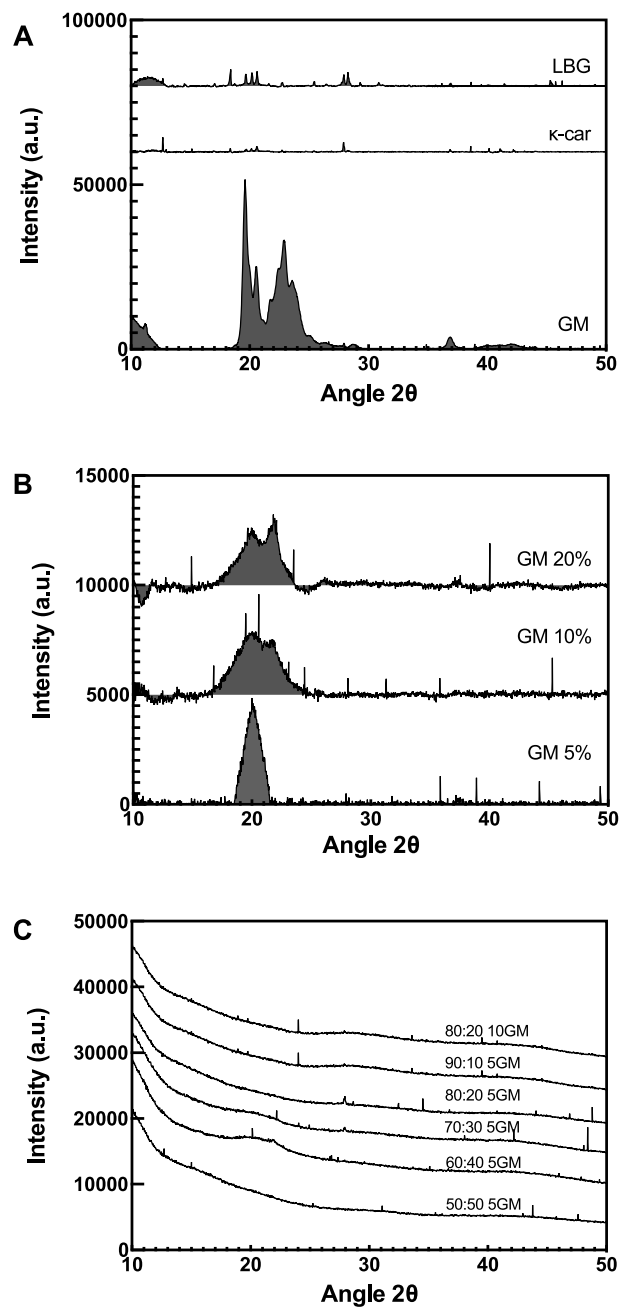 A
100000
LBG
κ-car
50000
Intensity (a.u.)
GM
0
10 20 30 40 50
Angle 2θ
B
15000
GM 20%
10000
GM 10%
Intensity (a.u.)
5000
GM 5%
0
10 20 30 40 50
Angle 2θ
C
50000
40000
80:20 10GM
30000
90:10 5GM
Intensity (a.u.)
80:20 5GM
20000
70:30 5GM
60:40 5GM
10000
50:50 5GM
0
10 20 30 40 50
Angle 2θ